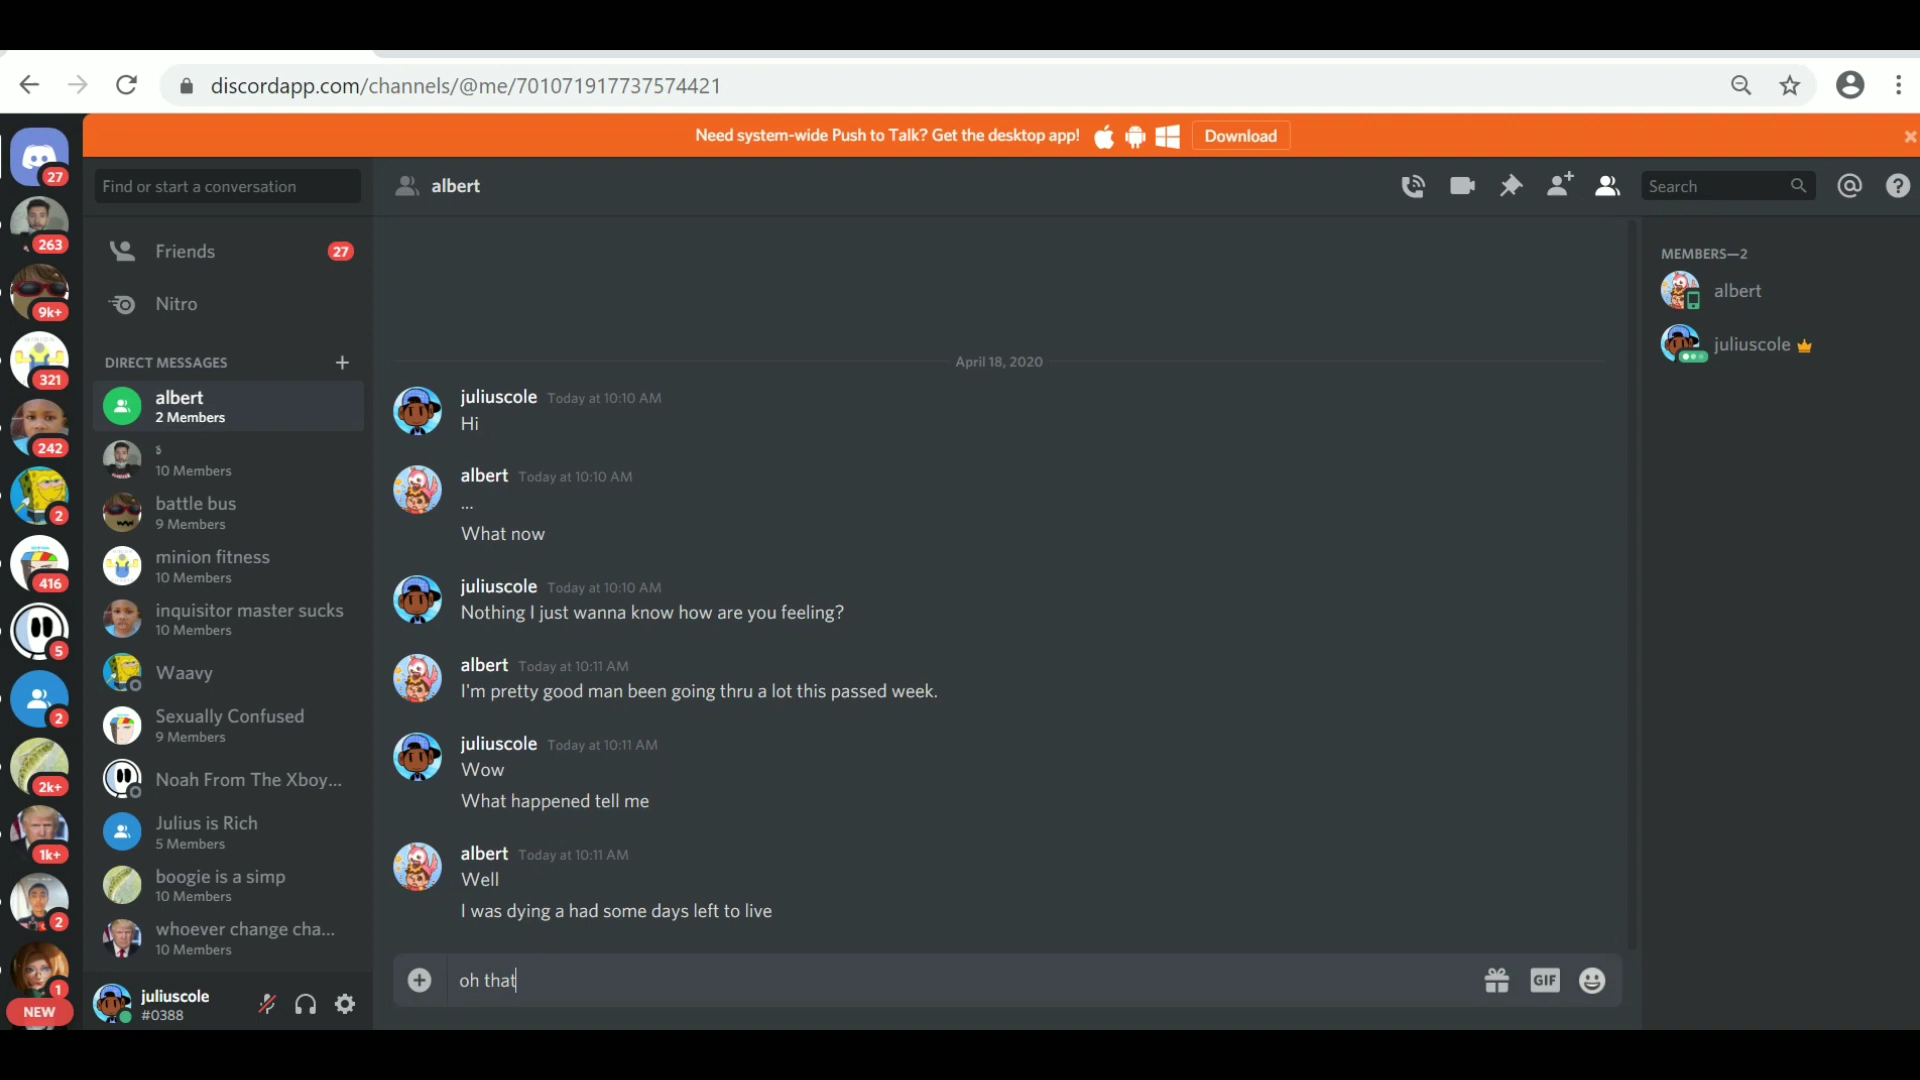 discordapp.com/channels/@me/701071917737574421
Need system-wide Push to Talk? Get the desktop app!
Download
27
263
9k+
321
242
2
416
5
2
2k+
1k+
2
1
NEW
Find or start a conversation
Friends
27
Nitro
DIRECT MESSAGES
albert
2 Members
10 Members
battle bus
9 Members
minion fitness
10 Members
inquisitor master sucks
10 Members
Waavy
Sexually Confused
9 Members
Noah From The Xboy...
Julius is Rich
5 Members
boogie is a simp
10 Members
whoever change cha...
10 Members
juliuscole
#0388
albert
Search
April 18, 2020
juliuscole Today at 10:10 AM
Hi
albert Today at 10:10 AM
...
What now
juliuscole Today at 10:10 AM
Nothing I just wanna know how are you feeling?
albert Today at 10:11 AM
I'm pretty good man been going thru a lot this passed week.
juliuscole Today at 10:11 AM
Wow
What happened tell me
albert Today at 10:11 AM
Well
I was dying a had some days left to live
oh that
GIF
MEMBERS—2
albert
juliuscole